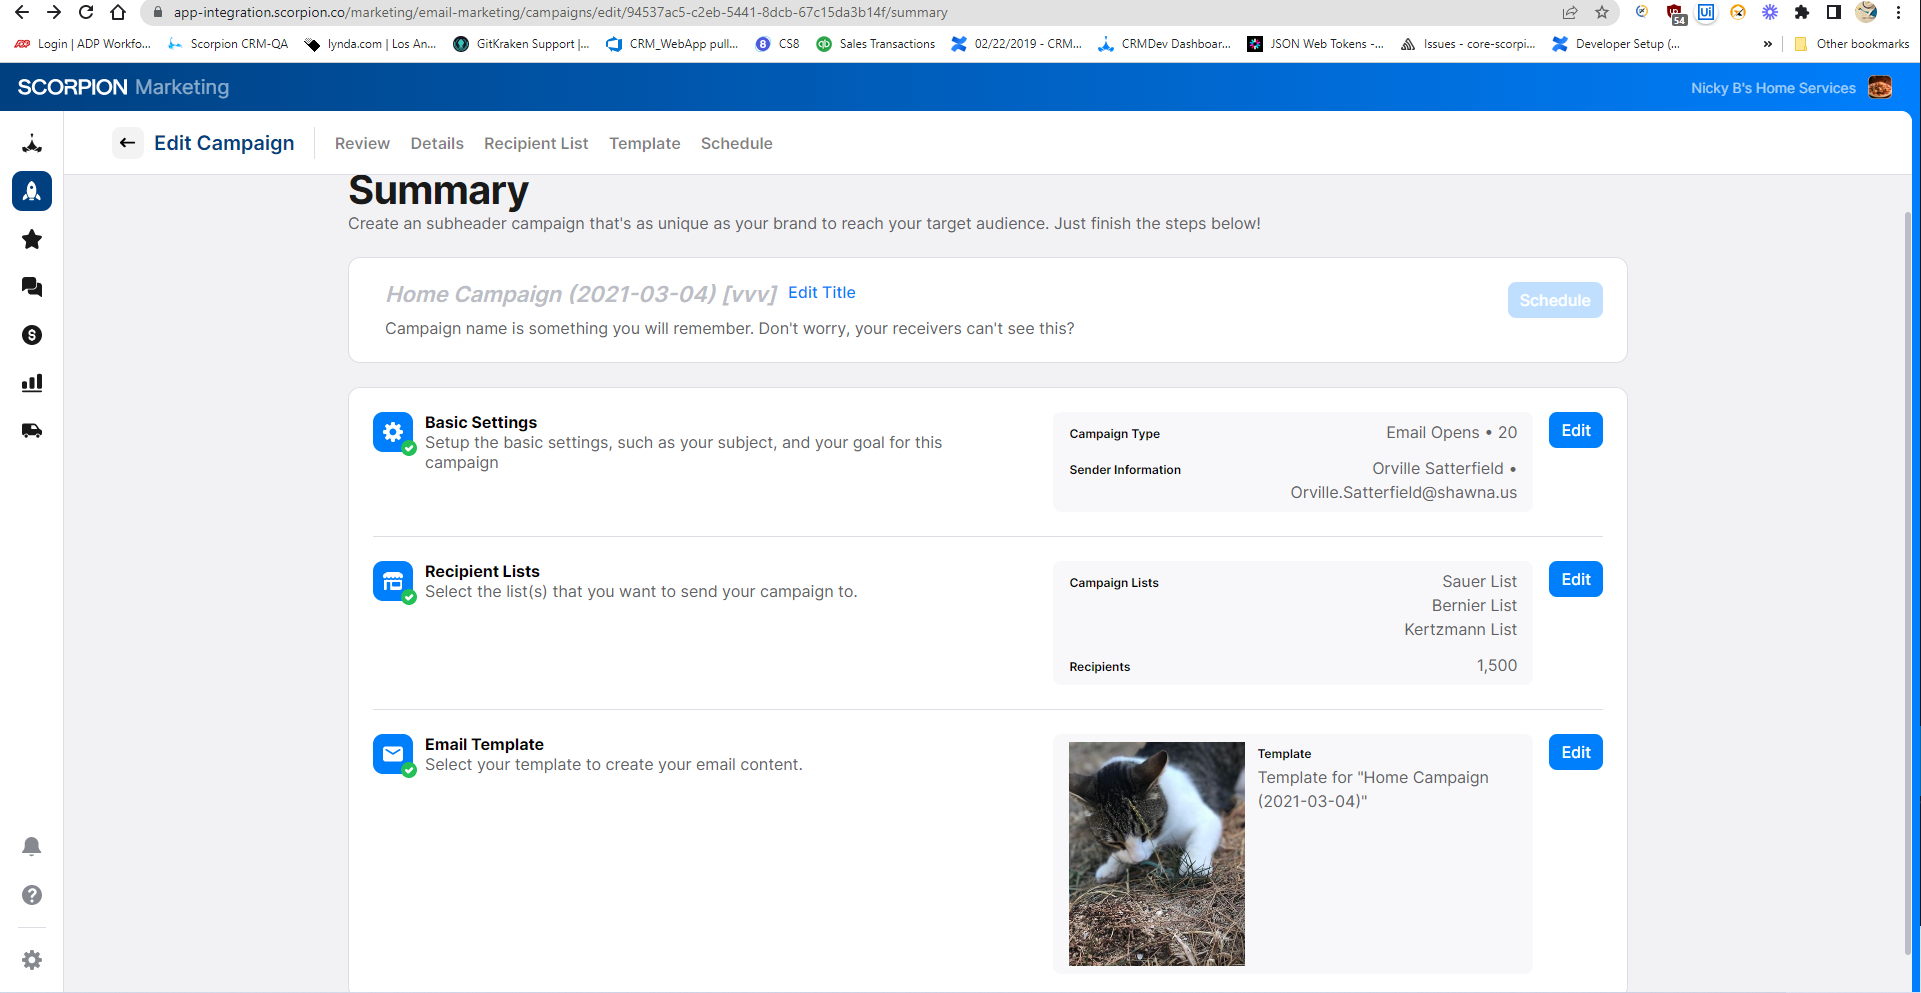 app-integration.scorpion.co/marketing/email-marketing/campaigns/edit/94537ac5-c2eb-5441-8dcb-67c15da3b14f/summary
54
Ui
ADP
Login | ADP Workfo...
Scorpion CRM-QA
lynda.com | Los An...
GitKraken Support |...
CRM_WebApp pull...
8
CS8
qb
Sales Transactions
02/22/2019 - CRM...
CRMDev Dashboar...
JSON Web Tokens -...
Issues - core-scorpi...
Developer Setup (...
»
Other bookmarks
SCORPION Marketing
Nicky B's Home Services
Edit Campaign
Review
Details
Recipient List
Template
Schedule
Summary
Create an subheader campaign that's as unique as your brand to reach your target audience. Just finish the steps below!
Home Campaign (2021-03-04) [vvv]
Edit Title
Schedule
Campaign name is something you will remember. Don't worry, your receivers can't see this?
Basic Settings
Setup the basic settings, such as your subject, and your goal for this
campaign
Campaign Type
Email Opens • 20
Sender Information
Orville Satterfield •
Orville.Satterfield@shawna.us
Edit
Recipient Lists
Select the list(s) that you want to send your campaign to.
Campaign Lists
Sauer List
Bernier List
Kertzmann List
Recipients
1,500
Edit
Email Template
Select your template to create your email content.
Template
Template for "Home Campaign
(2021-03-04)"
Edit